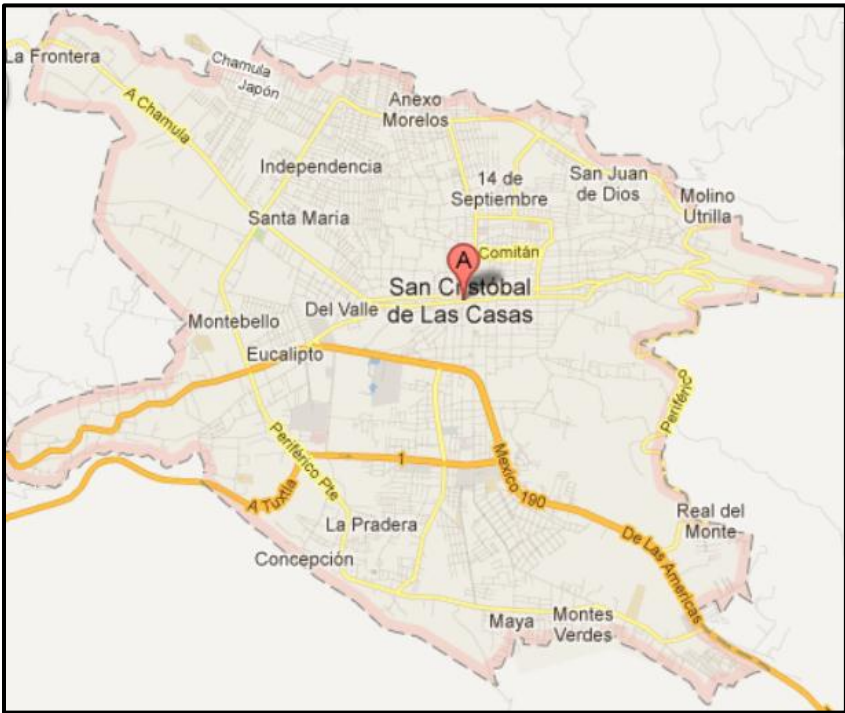 La Frontera
Chamula
Japón
A Chamula
Anexo
Morelos
Independencia
14 de
Septiembre
San Juan
de Dios
Molino
Utrilla
Santa María
Comitán
A
San Cristóbal
de Las Casas
Del Valle
Montebello
Eucalipto
Periférico
Periférico Pte
1
Mexico 190
A Tuxtla
La Pradera
Real del
Monte
De Las Americas
Concepción
Maya
Montes
Verdes